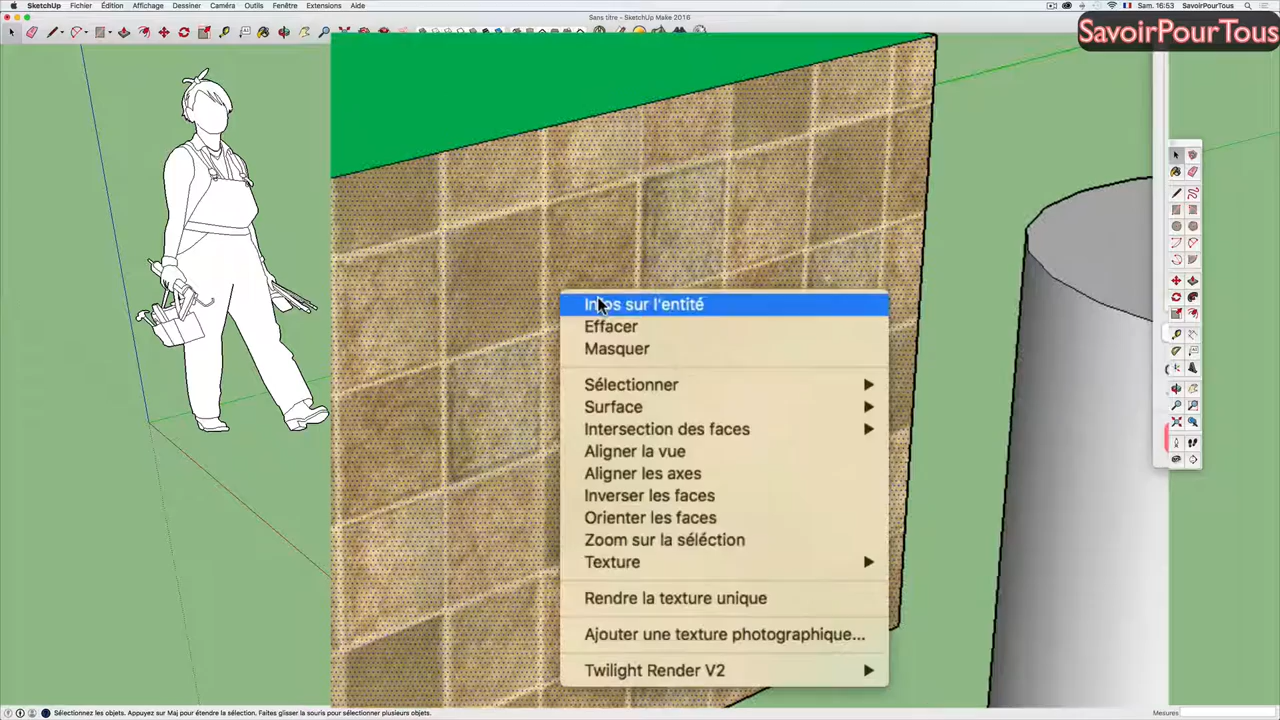 SketchUp Fichier Édition Affichage Dessiner Caméra Outils Fenêtre Extensions Aide Sam. 16:53 SavoirPourTous
Sans titre - SketchUp Make 2016
SavoirPourTous
Infos sur l'entité
Effacer
Masquer
Sélectionner
Surface
Intersection des faces
Aligner la vue
Aligner les axes
Inverser les faces
Orienter les faces
Zoom sur la séléction
Texture
Rendre la texture unique
Ajouter une texture photographique...
Twilight Render V2
Sélectionnez les objets. Appuyez sur Maj pour étendre la sélection. Faites glisser la souris pour sélectionner plusieurs objets. Mesures